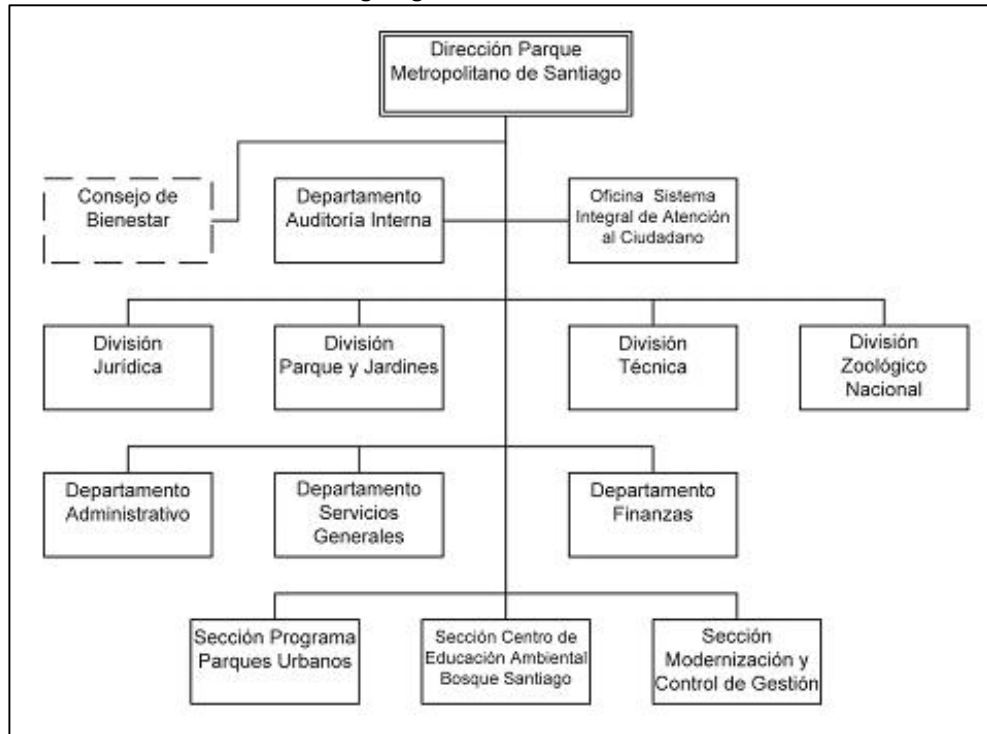 Dirección Parque
Metropolitano de Santiago
Consejo de
Bienestar
Departamento
Auditoría Interna
Oficina Sistema
Integral de Atención
al Ciudadano
División
Jurídica
División
Parque y Jardines
División
Técnica
División
Zoológico
Nacional
Departamento
Administrativo
Departamento
Servicios
Generales
Departamento
Finanzas
Sección Programa
Parques Urbanos
Sección Centro de
Educación Ambiental
Bosque Santiago
Sección
Modernización y
Control de Gestión